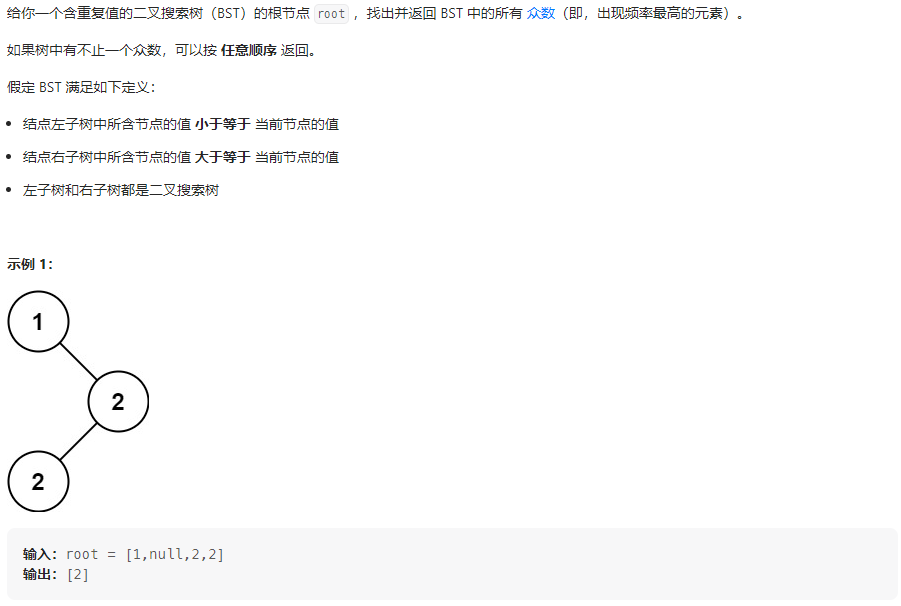 给你一个含重复值的二叉搜索树（BST）的根节点 root ，找出并返回 BST 中的所有 众数（即，出现频率最高的元素）。
如果树中有不止一个众数，可以按 任意顺序 返回。
假定 BST 满足如下定义：
• 结点左子树中所含节点的值 小于等于 当前节点的值
• 结点右子树中所含节点的值 大于等于 当前节点的值
• 左子树和右子树都是二叉搜索树
示例 1：
1
2
2
输入：root = [1,null,2,2]
输出：[2]